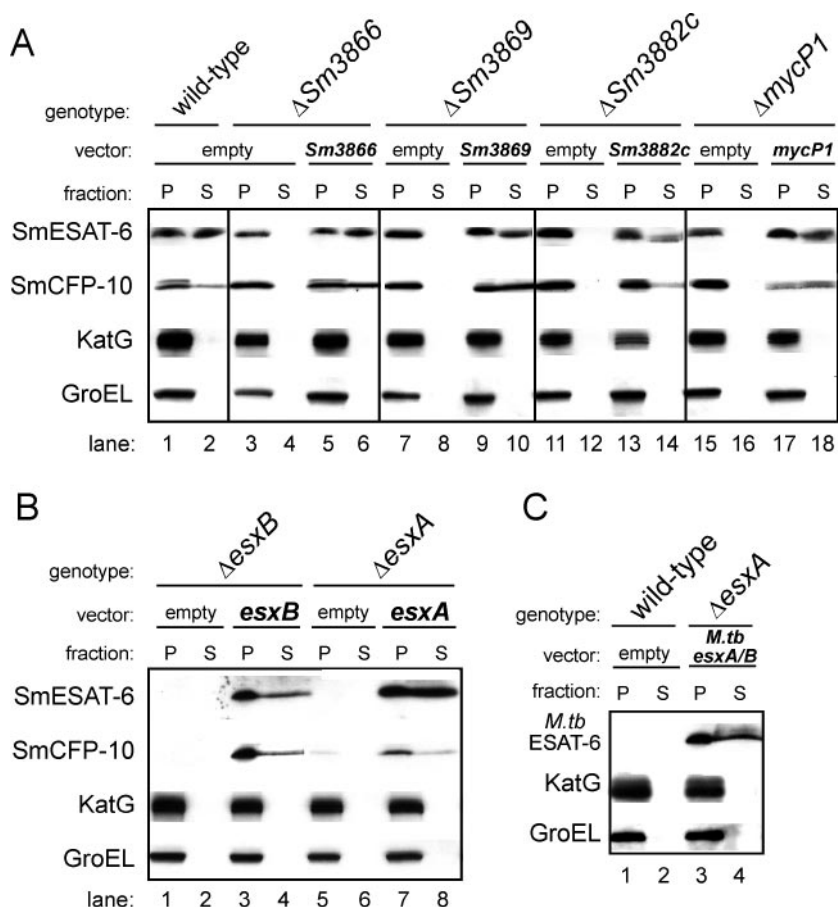 A
wild-type ΔSm3866 ΔSm3869 ΔSm3882c ΔmycP1
genotype:
vector: empty Sm3866 empty Sm3869 empty Sm3882c empty mycP1
fraction: P S P S P S P S P S P S P S P S P S
SmESAT-6
SmCFP-10
KatG
GroEL
lane: 1 2 3 4 5 6 7 8 9 10 11 12 13 14 15 16 17 18
B
ΔesxB ΔesxA
genotype:
vector: empty esxB empty esxA
fraction: P S P S P S P S
SmESAT-6
SmCFP-10
KatG
GroEL
lane: 1 2 3 4 5 6 7 8
C
wild-type ΔesxA
genotype:
M.tb
vector: empty esxA/B
fraction: P S P S
M.tb
ESAT-6
KatG
GroEL
1 2 3 4